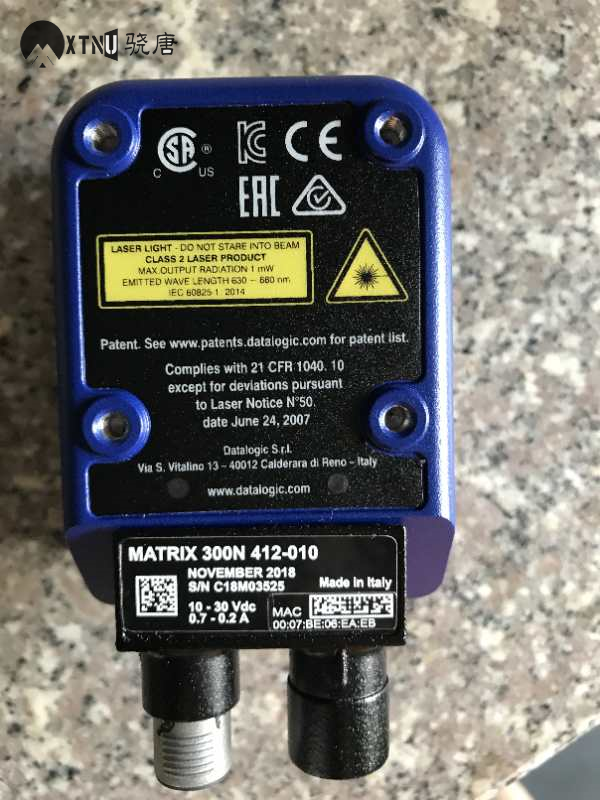 XTNU 骁唐
CSA ®
C US
KC CE
EAC
LASER LIGHT - DO NOT STARE INTO BEAM
CLASS 2 LASER PRODUCT
MAX.OUTPUT RADIATION 1 mW
EMITTED WAVE LENGTH 630 ~ 680 nm
IEC 60825-1 2014
Patent. See www.patents.datalogic.com for patent list.
Complies with 21 CFR 1040. 10
except for deviations pursuant
to Laser Notice N°50.
date June 24, 2007
Datalogic S.r.l.
Via S. Vitalino 13 - 40012 Calderara di Reno - Italy
www.datalogic.com
MATRIX 300N 412-010
NOVEMBER 2018
S/N C18M03525
Made in Italy
10 - 30 Vdc
0.7 - 0.2 A
MAC
00:07:BE:06:EA:EB